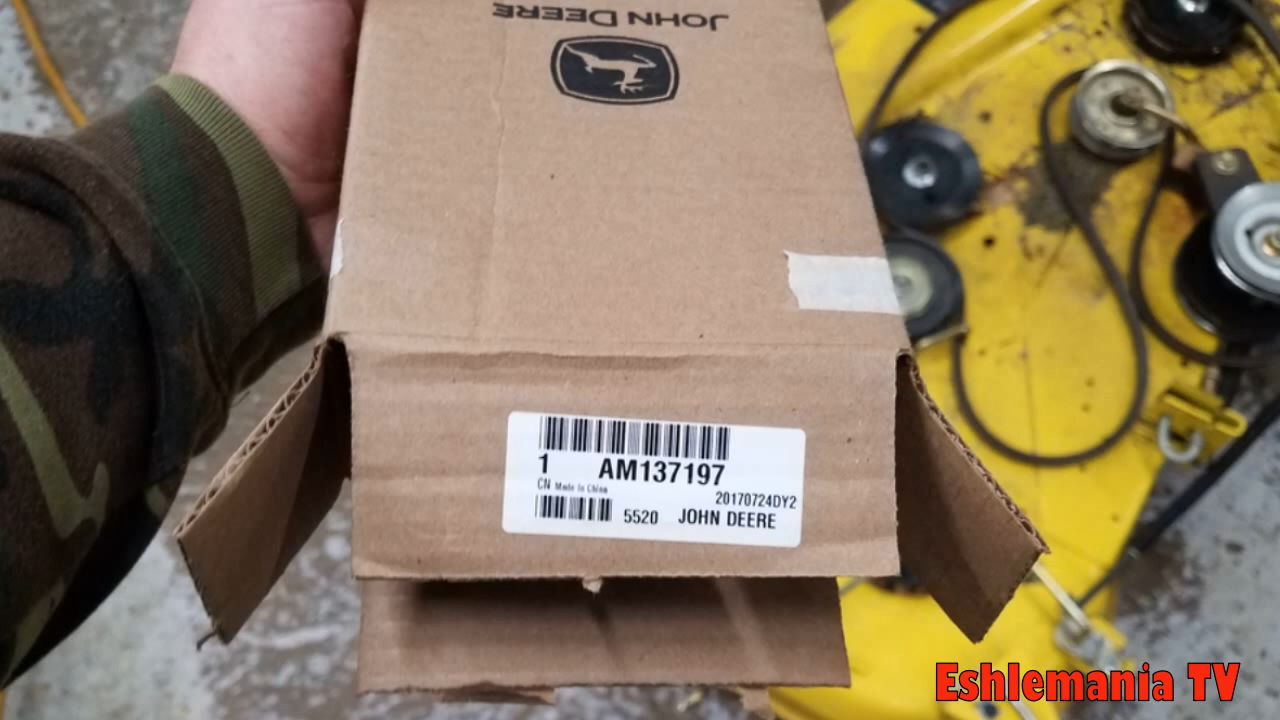 JOHN DEERE
1 AM137197
CN Made In China
20170724DY2
5520 JOHN DEERE
Eshlemania TV